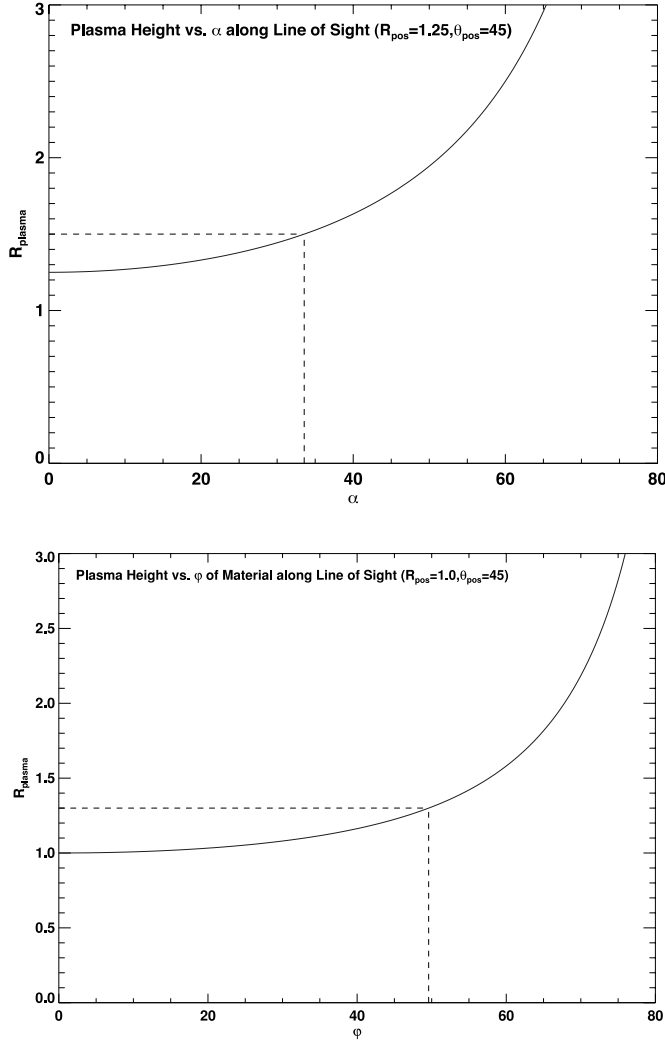 Plasma Height vs. α along Line of Sight (Rpos=1.25,θpos=45)
3
2
1
0
Rplasma
0 20 40 60 80
α
Plasma Height vs. φ of Material along Line of Sight (Rpos=1.0,θpos=45)
3.0
2.5
2.0
1.5
1.0
0.5
0.0
Rplasma
0 20 40 60 80
φ